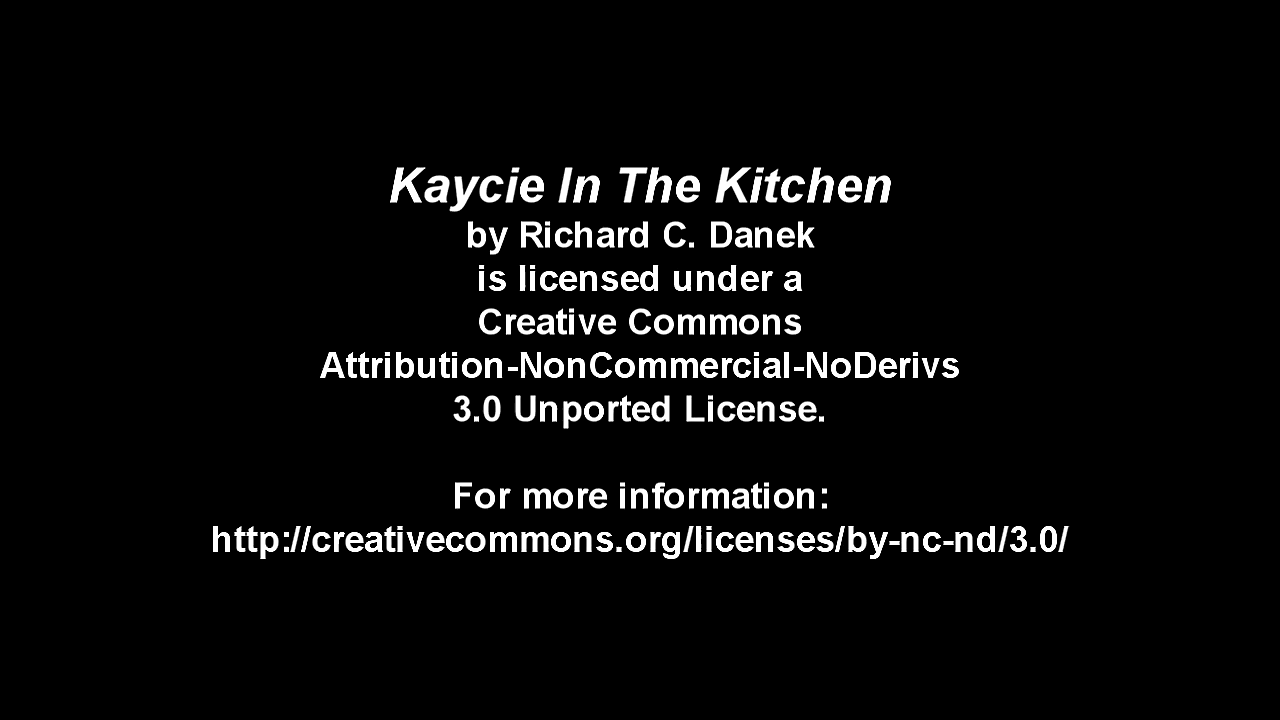 Kaycie In The Kitchen
by Richard C. Danek
is licensed under a
Creative Commons
Attribution-NonCommercial-NoDerivs
3.0 Unported License.
For more information:
http://creativecommons.org/licenses/by-nc-nd/3.0/